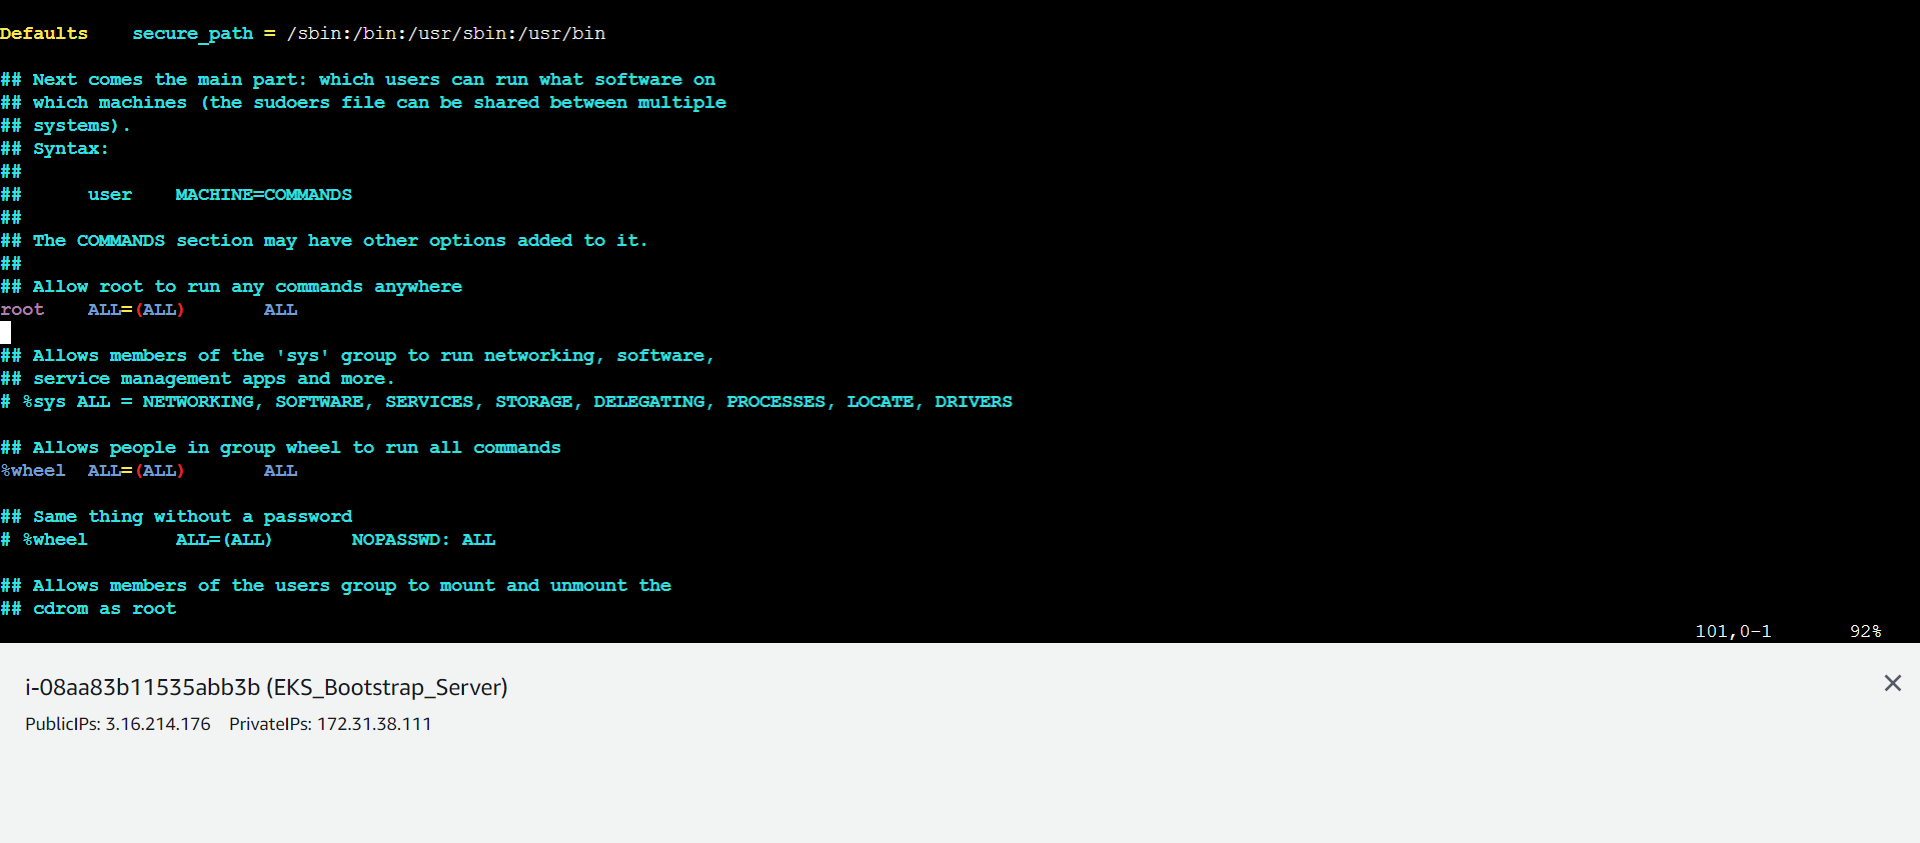 Defaults    secure_path = /sbin:/bin:/usr/sbin:/usr/bin
## Next comes the main part: which users can run what software on
## which machines (the sudoers file can be shared between multiple
## systems).
## Syntax:
##
##      user    MACHINE=COMMANDS
##
## The COMMANDS section may have other options added to it.
##
## Allow root to run any commands anywhere
root    ALL=(ALL)       ALL
## Allows members of the 'sys' group to run networking, software,
## service management apps and more.
# %sys ALL = NETWORKING, SOFTWARE, SERVICES, STORAGE, DELEGATING, PROCESSES, LOCATE, DRIVERS
## Allows people in group wheel to run all commands
%wheel  ALL=(ALL)       ALL
## Same thing without a password
# %wheel        ALL=(ALL)       NOPASSWD: ALL
## Allows members of the users group to mount and unmount the
## cdrom as root
101,0-1       92%
i-08aa83b11535abb3b (EKS_Bootstrap_Server)
PublicIPs: 3.16.214.176    PrivateIPs: 172.31.38.111